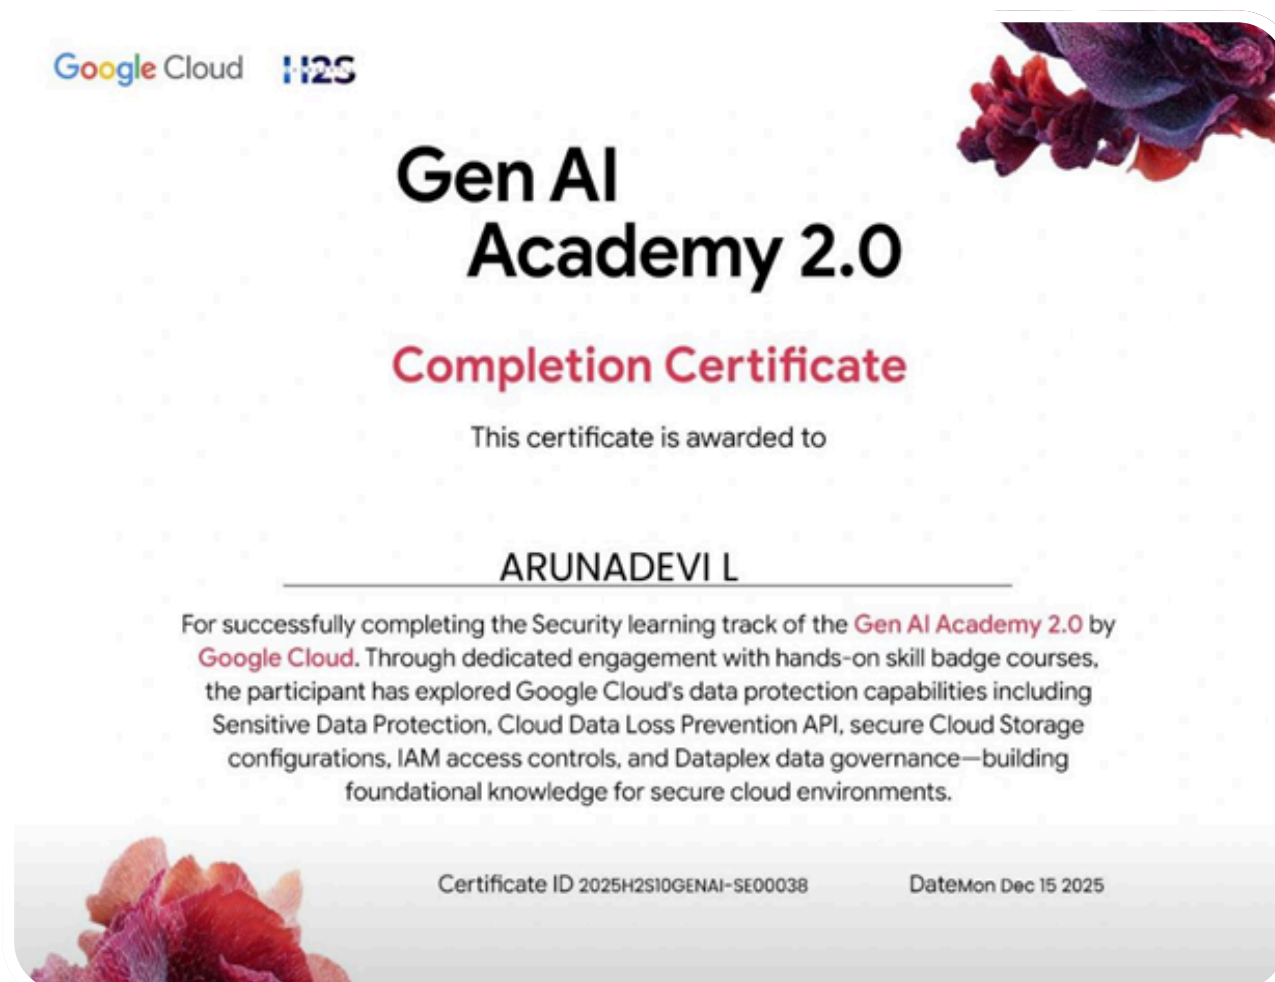 Google Cloud H2S
Gen AI
Academy 2.0
Completion Certificate
This certificate is awarded to
ARUNADEVI L
For successfully completing the Security learning track of the Gen AI Academy 2.0 by
Google Cloud. Through dedicated engagement with hands-on skill badge courses,
the participant has explored Google Cloud's data protection capabilities including
Sensitive Data Protection, Cloud Data Loss Prevention API, secure Cloud Storage
configurations, IAM access controls, and Dataplex data governance—building
foundational knowledge for secure cloud environments.
Certificate ID 2025H2S10GENAI-SE00038 DateMon Dec 15 2025